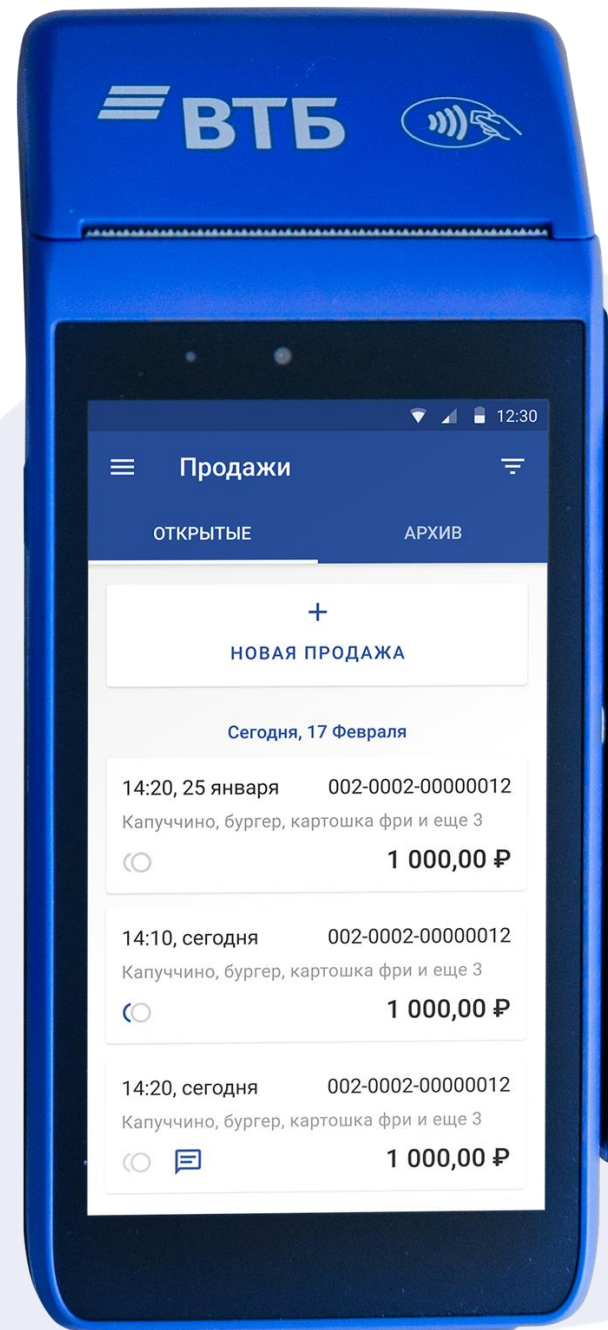 ВТБ
12:30
Продажи
ОТКРЫТЫЕ АРХИВ
+
НОВАЯ ПРОДАЖА
Сегодня, 17 Февраля
14:20, 25 января 002-0002-00000012
Капуччино, бургер, картошка фри и еще 3
1 000,00 ₽
14:10, сегодня 002-0002-00000012
Капуччино, бургер, картошка фри и еще 3
1 000,00 ₽
14:20, сегодня 002-0002-00000012
Капуччино, бургер, картошка фри и еще 3
1 000,00 ₽